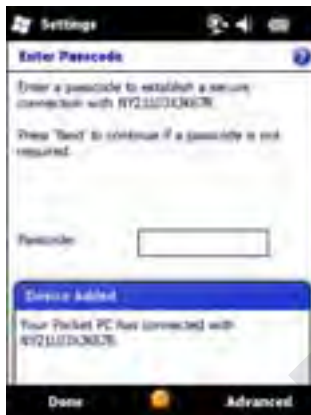 Settings
Enter Passcode
Enter a passcode to establish a secure
connection with
Press 'Next' to continue if a passcode is not
required.
Passcode:
Device Added
Your Pocket PC has connected with
Done Advanced